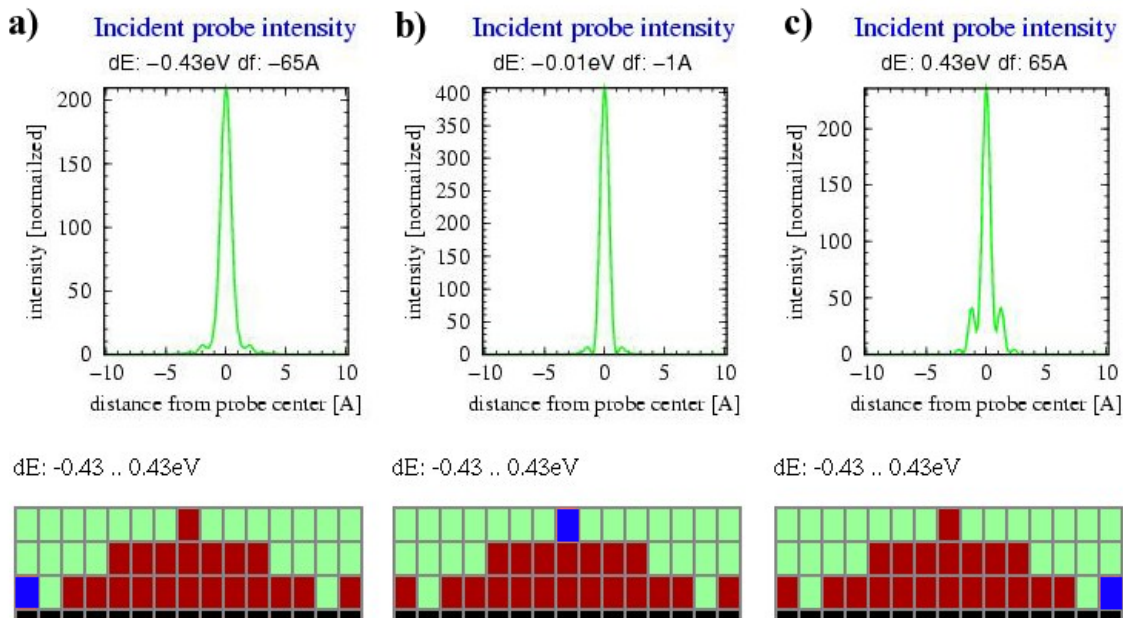 a)
Incident probe intensity
dE: −0.43eV df: −65A
intensity [normailzed]
200
150
100
50
0
−10
−5
0
5
10
distance from probe center [A]
dE: -0.43 .. 0.43eV
b)
Incident probe intensity
dE: −0.01eV df: −1A
intensity [normailzed]
400
350
300
250
200
150
100
50
0
−10
−5
0
5
10
distance from probe center [A]
dE: -0.43 .. 0.43eV
c)
Incident probe intensity
dE: 0.43eV df: 65A
intensity [normailzed]
200
150
100
50
0
−10
−5
0
5
10
distance from probe center [A]
dE: -0.43 .. 0.43eV